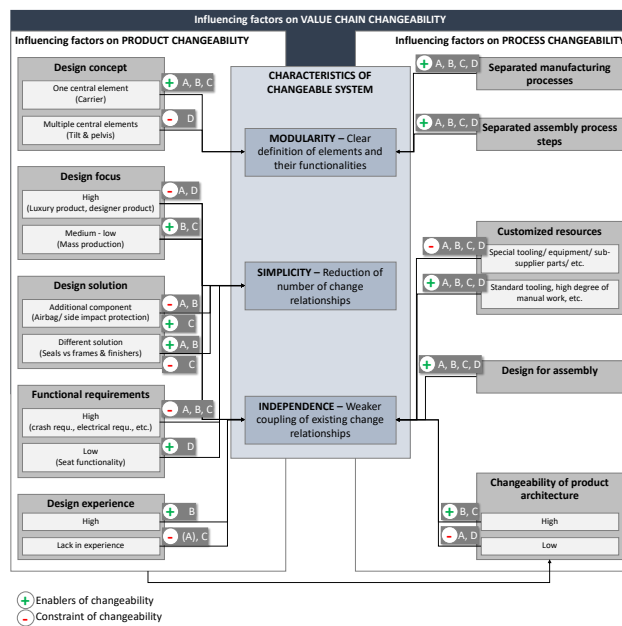 Influencing factors on VALUE CHAIN CHANGEABILITY
Influencing factors on PRODUCT CHANGEABILITY
Design concept
One central element
(Carrier)
+ A, B, C
Multiple central elements
(Tilt & pelvis)
- D
Design focus
High
(Luxury product, designer product)
- A, D
Medium - low
(Mass production)
+ B, C
Design solution
Additional component
(Airbag/ side impact protection)
- A, B
+ C
Different solution
(Seals vs frames & finishers)
+ A, B
- C
Functional requirements
High
(crash requ., electrical requ., etc.)
- A, B, C
Low
(Seat functionality)
+ D
Design experience
High
+ B
Lack in experience
- (A), C
CHARACTERISTICS OF
CHANGEABLE SYSTEM
MODULARITY – Clear
definition of elements and
their functionalities
SIMPLICITY – Reduction of
number of change
relationships
INDEPENDENCE – Weaker
coupling of existing change
relationships
Influencing factors on PROCESS CHANGEABILITY
+ A, B, C, D
Separated manufacturing
processes
+ A, B, C, D
Separated assembly process
steps
Customized resources
- A, B, C, D
Special tooling/ equipment/ sub-
supplier parts/ etc.
+ A, B, C, D
Standard tooling, high degree of
manual work, etc.
+ A, B, C, D
Design for assembly
Changeability of product
architecture
+ B, C
High
- A, D
Low
+ Enablers of changeability
- Constraint of changeability